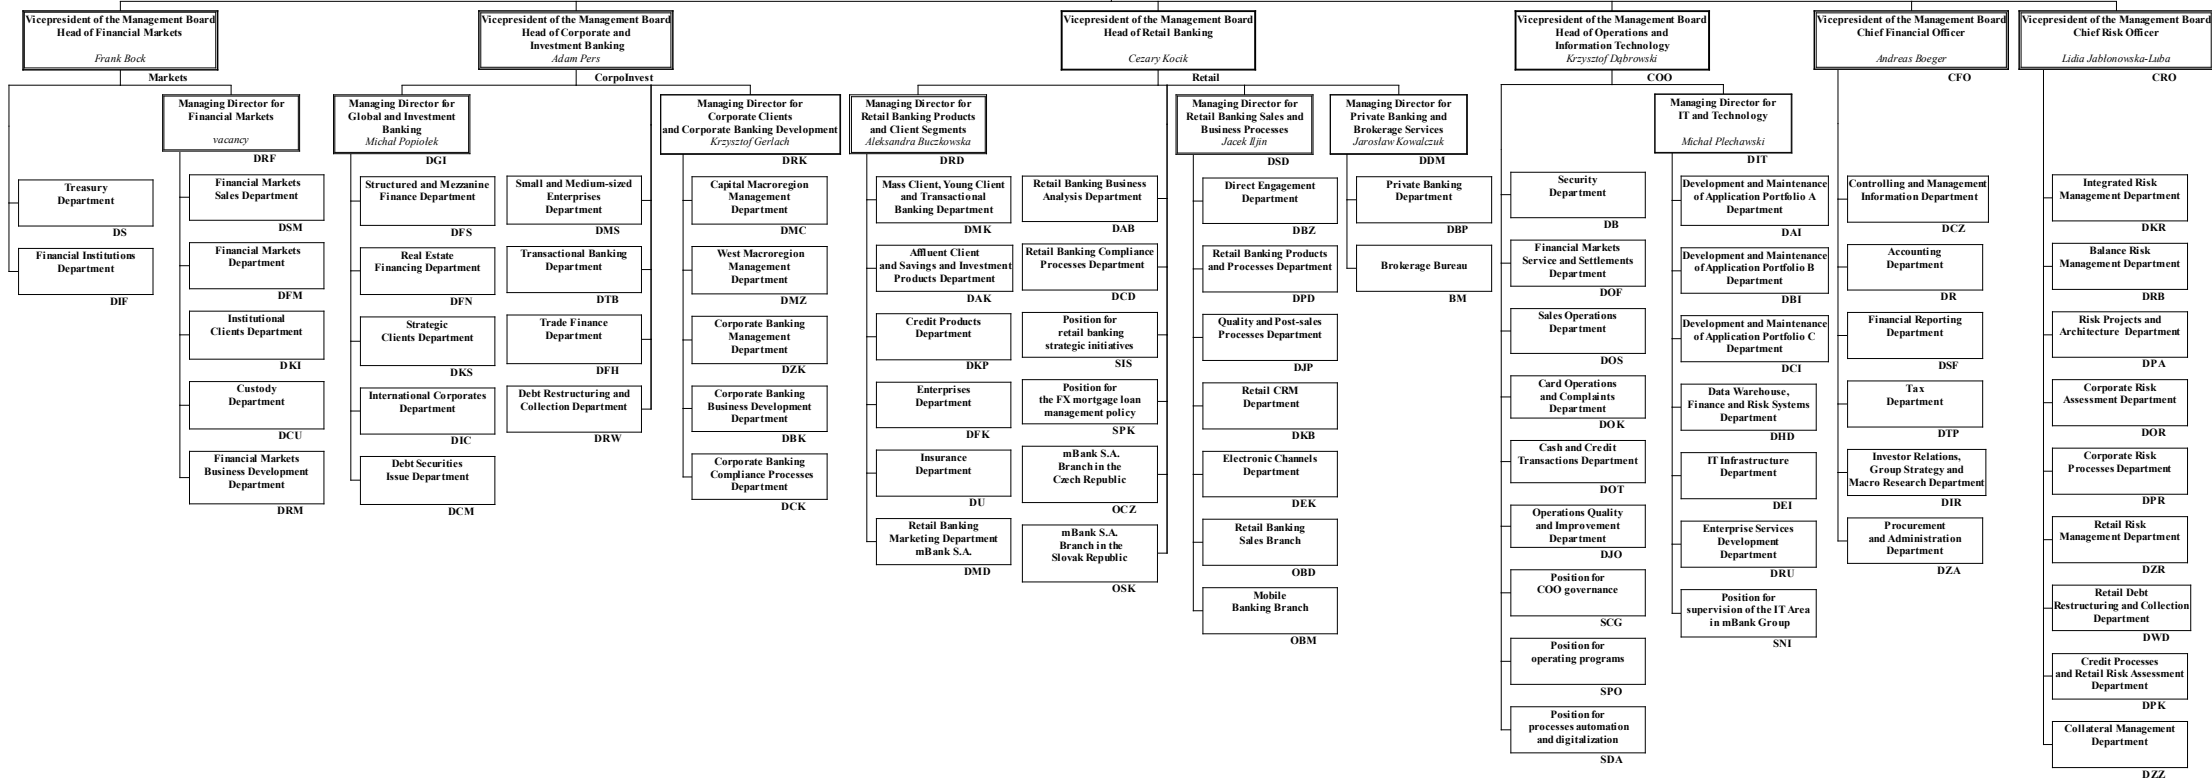 Vicepresident of the Management Board
Head of Financial Markets
Frank Bock
Markets
Vicepresident of the Management Board
Head of Corporate and
Investment Banking
Adam Pers
CorpoInvest
Vicepresident of the Management Board
Head of Retail Banking
Cezary Kocik
Retail
Vicepresident of the Management Board
Head of Operations and
Information Technology
Krzysztof Dąbrowski
COO
Vicepresident of the Management Board
Chief Financial Officer
Andreas Boeger
CFO
Vicepresident of the Management Board
Chief Risk Officer
Lidia Jabłonowska-Luba
CRO
Treasury
Department
DS
Financial Institutions
Department
DIF
Managing Director for
Financial Markets
vacancy
DRF
Financial Markets
Sales Department
DSM
Financial Markets
Department
DFM
Institutional
Clients Department
DKI
Custody
Department
DCU
Financial Markets
Business Development
Department
DRM
Managing Director for
Global and Investment
Banking
Michał Popiołek
DGI
Structured and Mezzanine
Finance Department
DFS
Real Estate
Financing Department
DFN
Strategic
Clients Department
DKS
International Corporates
Department
DIC
Debt Securities
Issue Department
DCM
Small and Medium-sized
Enterprises
Department
DMS
Transactional Banking
Department
DTB
Trade Finance
Department
DFH
Debt Restructuring and
Collection Department
DRW
Managing Director for
Corporate Clients
and Corporate Banking Development
Krzysztof Gerlach
DRK
Capital Macroregion
Management
Department
DMC
West Macroregion
Management
Department
DMZ
Corporate Banking
Management
Department
DZK
Corporate Banking
Business Development
Department
DBK
Corporate Banking
Compliance Processes
Department
DCK
Managing Director for
Retail Banking Products
and Client Segments
Aleksandra Buczkowska
DRD
Mass Client, Young Client
and Transactional
Banking Department
DMK
Affluent Client
and Savings and Investment
Products Department
DAK
Credit Products
Department
DKP
Enterprises
Department
DFK
Insurance
Department
DU
Retail Banking
Marketing Department
mBank S.A.
DMD
Retail Banking Business
Analysis Department
DAB
Retail Banking Compliance
Processes Department
DCD
Position for
retail banking
strategic initiatives
SIS
Position for
the FX mortgage loan
management policy
SPK
mBank S.A.
Branch in the
Czech Republic
OCZ
mBank S.A.
Branch in the
Slovak Republic
OSK
Managing Director for
Retail Banking Sales and
Business Processes
Jacek Iljin
DSD
Direct Engagement
Department
DBZ
Retail Banking Products
and Processes Department
DPD
Quality and Post-sales
Processes Department
DJP
Retail CRM
Department
DKB
Electronic Channels
Department
DEK
Retail Banking
Sales Branch
OBD
Mobile
Banking Branch
OBM
Managing Director for
Private Banking and
Brokerage Services
Jarosław Kowalczuk
DDM
Private Banking
Department
DBP
Brokerage Bureau
BM
Security
Department
DB
Financial Markets
Service and Settlements
Department
DOF
Sales Operations
Department
DOS
Card Operations
and Complaints
Department
DOK
Cash and Credit
Transactions Department
DOT
Operations Quality
and Improvement
Department
DJO
Position for
COO governance
SCG
Position for
operating programs
SPO
Position for
processes automation
and digitalization
SDA
Managing Director for
IT and Technology
Michał Plechawski
DIT
Development and Maintenance
of Application Portfolio A
Department
DAI
Development and Maintenance
of Application Portfolio B
Department
DBI
Development and Maintenance
of Application Portfolio C
Department
DCI
Data Warehouse,
Finance and Risk Systems
Department
DHD
IT Infrastructure
Department
DEI
Enterprise Services
Development
Department
DRU
Position for
supervision of the IT Area
in mBank Group
SNI
Controlling and Management
Information Department
DCZ
Accounting
Department
DR
Financial Reporting
Department
DSF
Tax
Department
DTP
Investor Relations,
Group Strategy and
Macro Research Department
DIR
Procurement
and Administration
Department
DZA
Integrated Risk
Management Department
DKR
Balance Risk
Management Department
DRB
Risk Projects and
Architecture Department
DPA
Corporate Risk
Assessment Department
DOR
Corporate Risk
Processes Department
DPR
Retail Risk
Management Department
DZR
Retail Debt
Restructuring and Collection
Department
DWD
Credit Processes
and Retail Risk Assessment
Department
DPK
Collateral Management
Department
DZZ